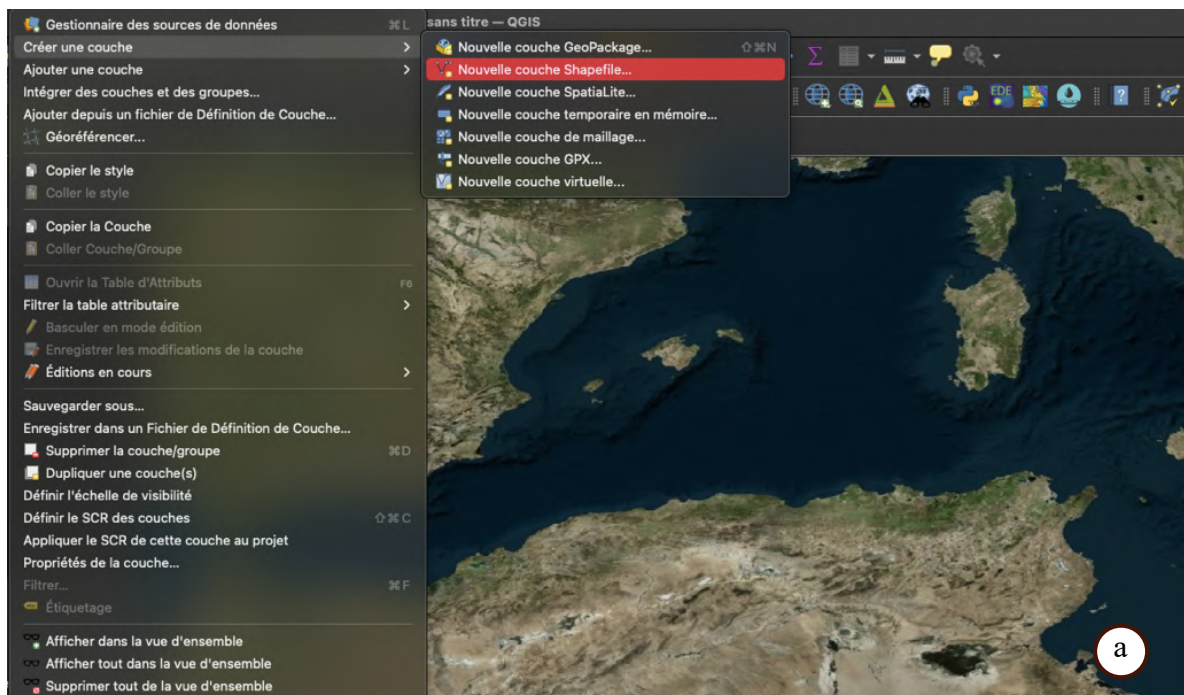 sans titre — QGIS
Gestionnaire des sources de données ⌘L
Créer une couche >
Ajouter une couche >
Intégrer des couches et des groupes...
Ajouter depuis un fichier de Définition de Couche...
Géoréférencer...
Copier le style
Coller le style
Copier la Couche
Coller Couche/Groupe
Ouvrir la Table d'Attributs F6
Filtrer la table attributaire >
Basculer en mode édition
Enregistrer les modifications de la couche
Éditions en cours >
Sauvegarder sous...
Enregistrer dans un Fichier de Définition de Couche...
Supprimer la couche/groupe ⌘D
Dupliquer une couche(s)
Définir l'échelle de visibilité
Définir le SCR des couches ⇧⌘C
Appliquer le SCR de cette couche au projet
Propriétés de la couche...
Filtrer... ⌘F
Étiquetage
Afficher dans la vue d'ensemble
Afficher tout dans la vue d'ensemble
Supprimer tout de la vue d'ensemble
Nouvelle couche GeoPackage... ⇧⌘N
Nouvelle couche Shapefile...
Nouvelle couche SpatiaLite...
Nouvelle couche temporaire en mémoire...
Nouvelle couche de maillage...
Nouvelle couche GPX...
Nouvelle couche virtuelle...
Σ
EDE
?
a